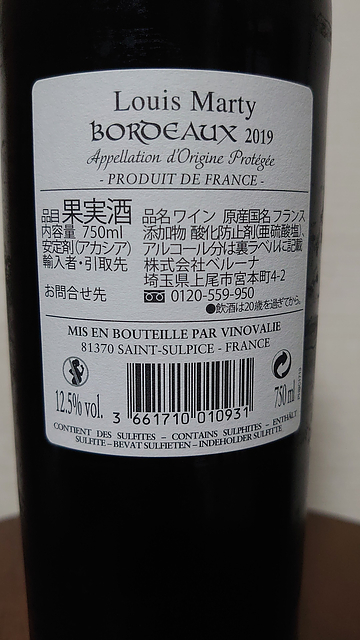 Louis Marty
BORDEAUX 2019
Appellation d'Origine Protégée
- PRODUIT DE FRANCE -
品目 果実酒 品名 ワイン 原産国名 フランス
内容量 750ml 添加物 酸化防止剤(亜硫酸塩)、
安定剤(アカシア) アルコール分は裏ラベルに記載
輸入者・引取先 株式会社ベルーナ
埼玉県上尾市宮本町4-2
お問合せ先 0120-559-950
●飲酒は20歳を過ぎてから。
MIS EN BOUTEILLE PAR VINOVALIE
81370 SAINT-SULPICE - FRANCE
12.5% vol.
3 661710 010931
750 ml
CONTIENT DES SULFITES - CONTAINS SULPHITES - ENTHÄLT
SULFITE - BEVAT SULFIETEN - INDEHOLDER SULFITTE